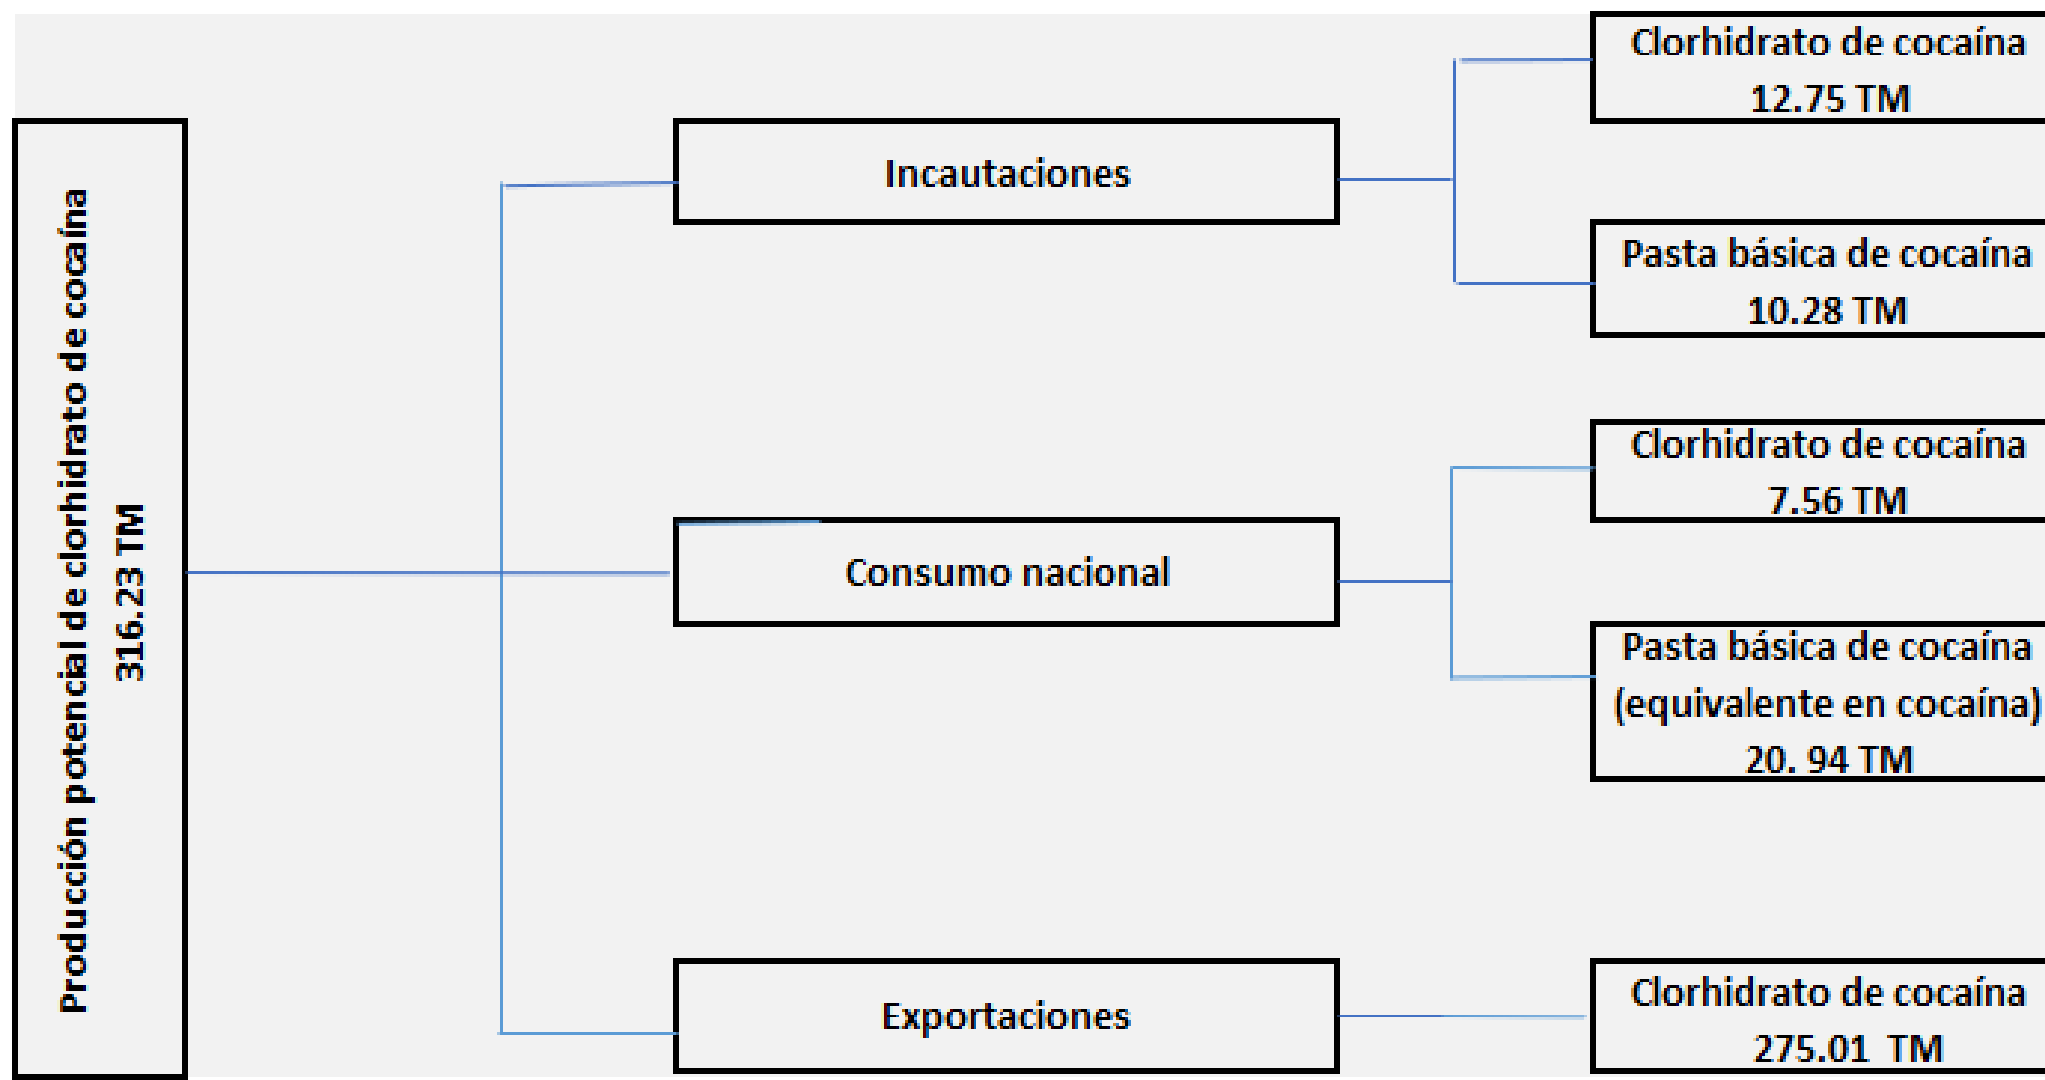 Producción potencial de clorhidrato de cocaína
316.23 TM
Incautaciones
Clorhidrato de cocaína
12.75 TM
Pasta básica de cocaína
10.28 TM
Consumo nacional
Clorhidrato de cocaína
7.56 TM
Pasta básica de cocaína
(equivalente en cocaína)
20. 94 TM
Exportaciones
Clorhidrato de cocaína
275.01 TM